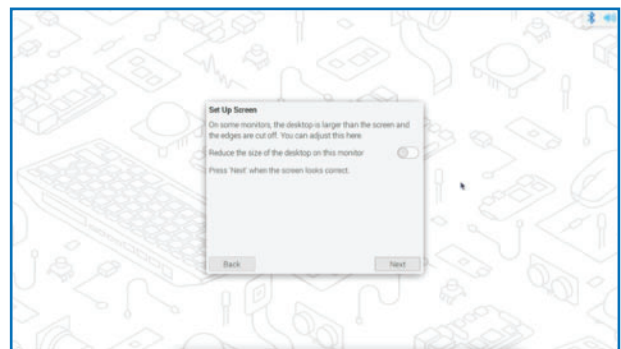 Set Up Screen
On some monitors, the desktop is larger than the screen and
the edges are cut off. You can adjust this here.
Reduce the size of the desktop on this monitor
Press 'Next' when the screen looks correct.
Back
Next